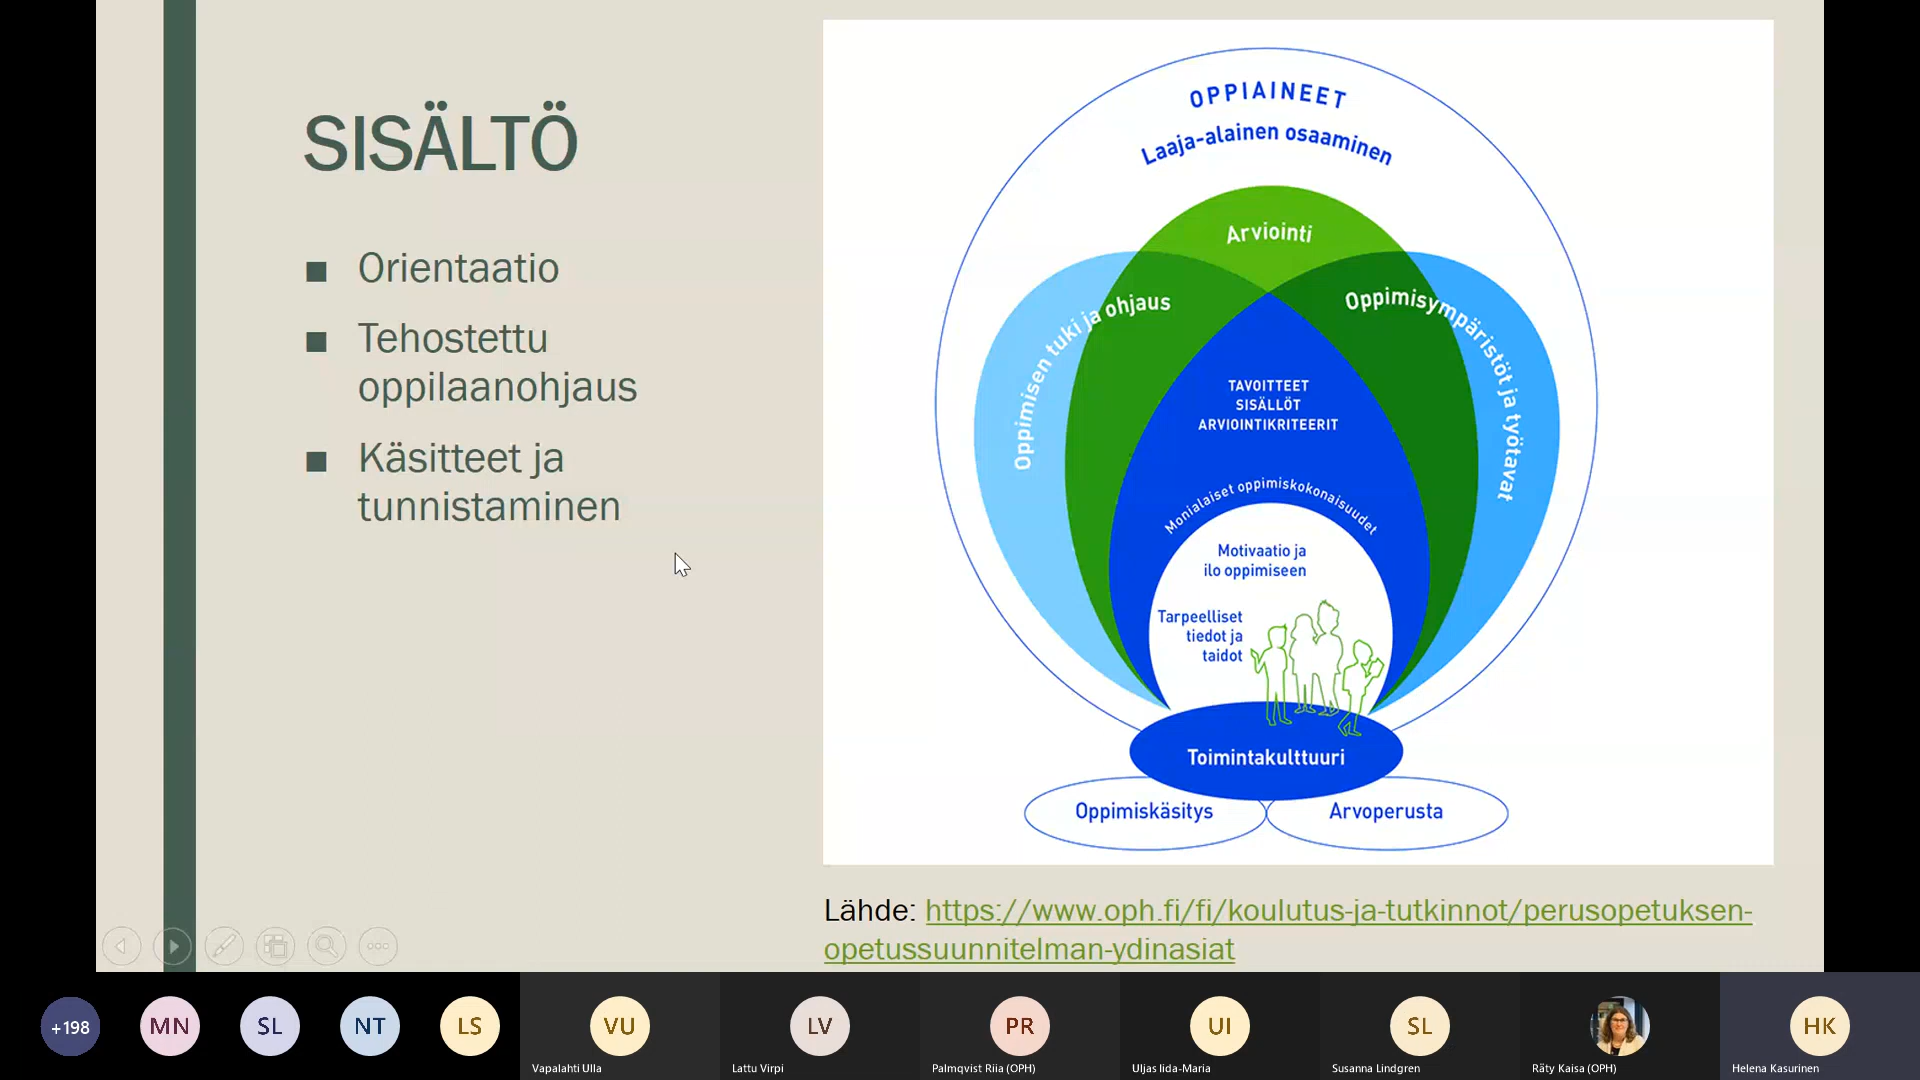 SISÄLTÖ
Orientaatio
Tehostettu
oppilaanohjaus
Käsitteet ja
tunnistaminen
OPPIAINEET
Laaja-alainen osaaminen
Arviointi
Oppimisen tuki ja ohjaus
Oppimisympäristöt ja työtavat
TAVOITTEET
SISÄLLÖT
ARVIOINTIKRITEERIT
Monialaiset oppimiskokonaisuudet
Motivaatio ja
ilo oppimiseen
Tarpeelliset
tiedot ja
taidot
Toimintakulttuuri
Oppimiskäsitys
Arvoperusta
Lähde: https://www.oph.fi/fi/koulutus-ja-tutkinnot/perusopetuksen-
opetussuunnitelman-ydinasiat
+198
MN
SL
NT
LS
VU
Vapalahti Ulla
LV
Lattu Virpi
PR
Palmqvist Riia (OPH)
UI
Uljas Iida-Maria
SL
Susanna Lindgren
Räty Kaisa (OPH)
HK
Helena Kasurinen